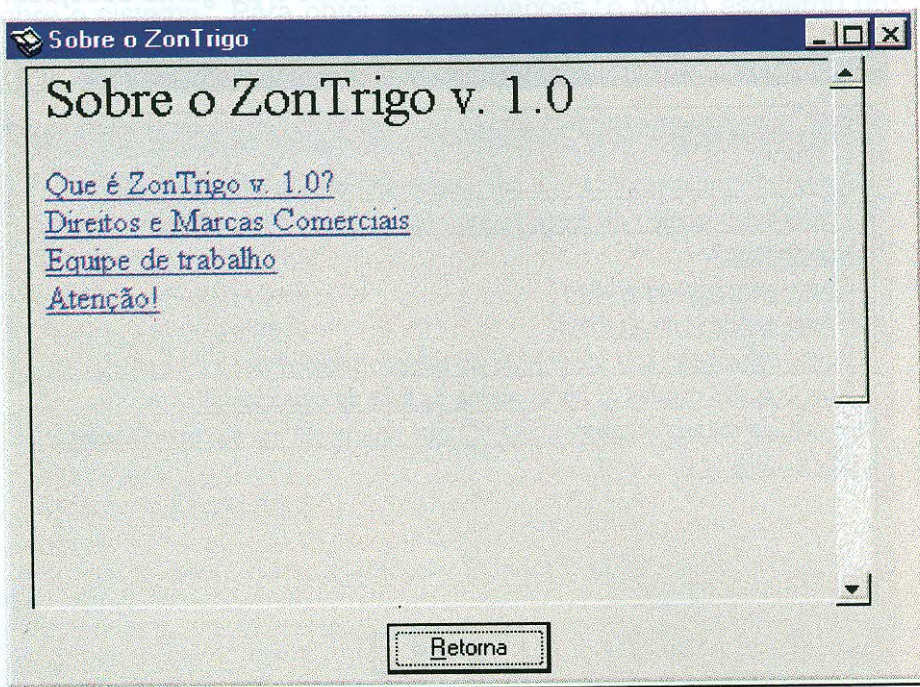 Sobre o ZonTrigo
Sobre o ZonTrigo v. 1.0
Que é ZonTrigo v. 1.0?
Direitos e Marcas Comerciais
Equipe de trabalho
Atenção!
Retorna